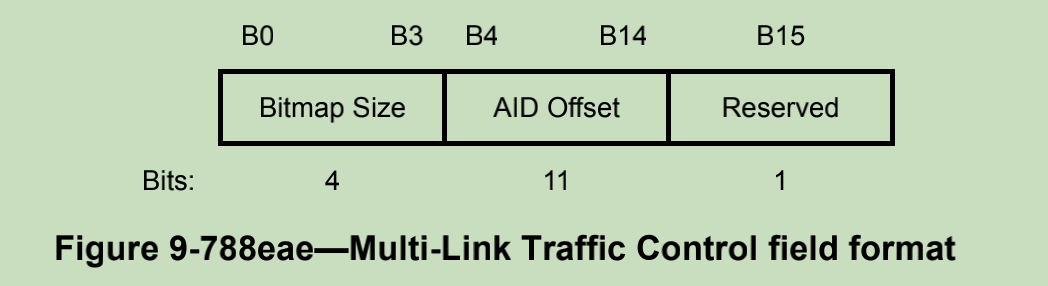 B0 B3 B4 B14 B15
Bitmap Size AID Offset Reserved
Bits: 4 11 1
Figure 9-788eae—Multi-Link Traffic Control field format